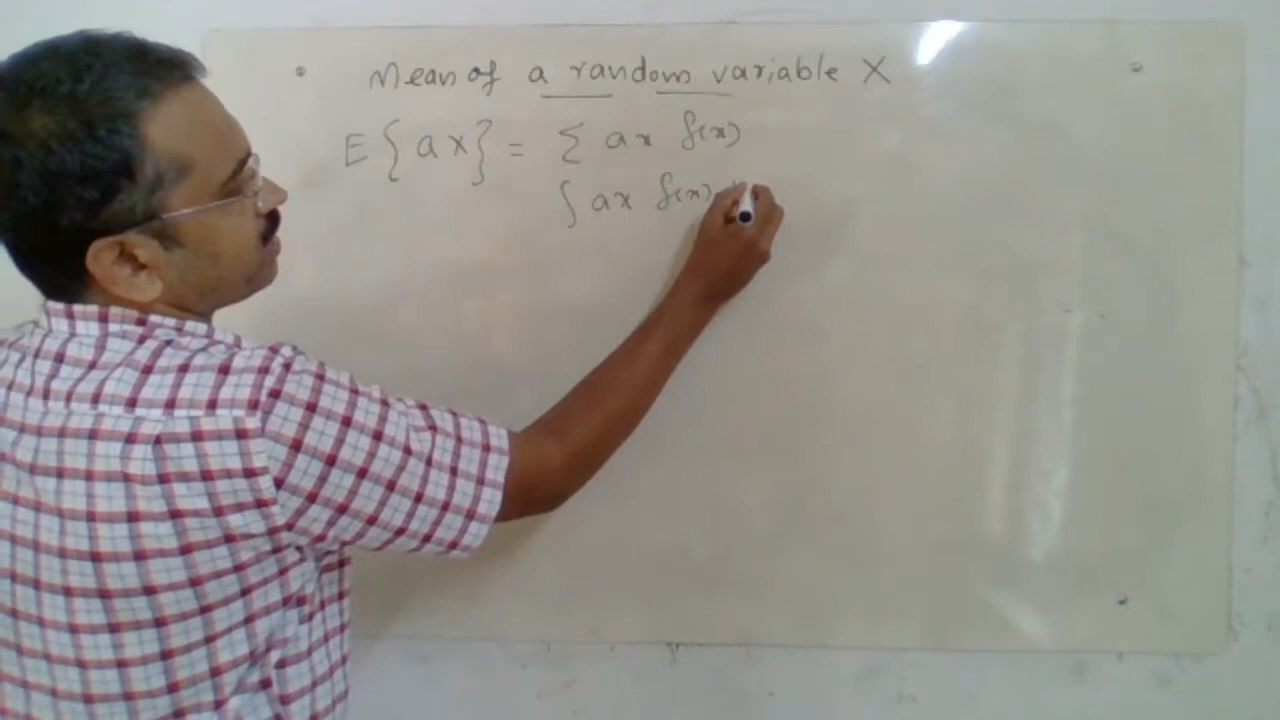 Mean of a random variable X
E{aX} = Σ ax f(x)
∫ ax f(x)